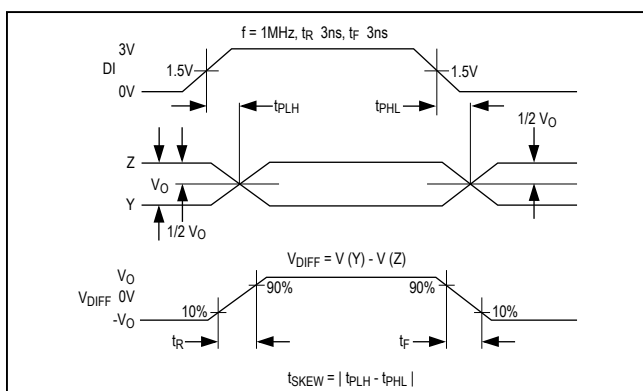 f = 1MHz, tR 3ns, tF 3ns
3V
DI
1.5V
1.5V
0V
tPLH
tPHL
1/2 VO
Z
VO
Y
1/2 VO
VDIFF = V (Y) - V (Z)
VO
VDIFF 0V
90%
90%
10%
10%
-VO
tR
tF
tSKEW = | tPLH - tPHL |